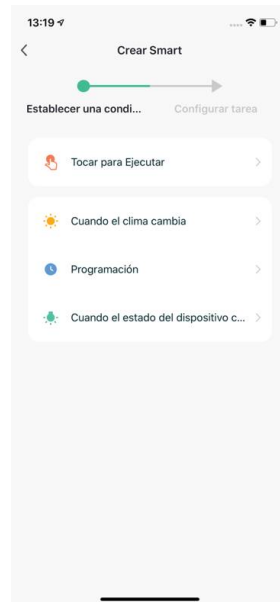 13:19
Crear Smart
Establecer una condi...
Configurar tarea
Tocar para Ejecutar
Cuando el clima cambia
Programación
Cuando el estado del dispositivo c...